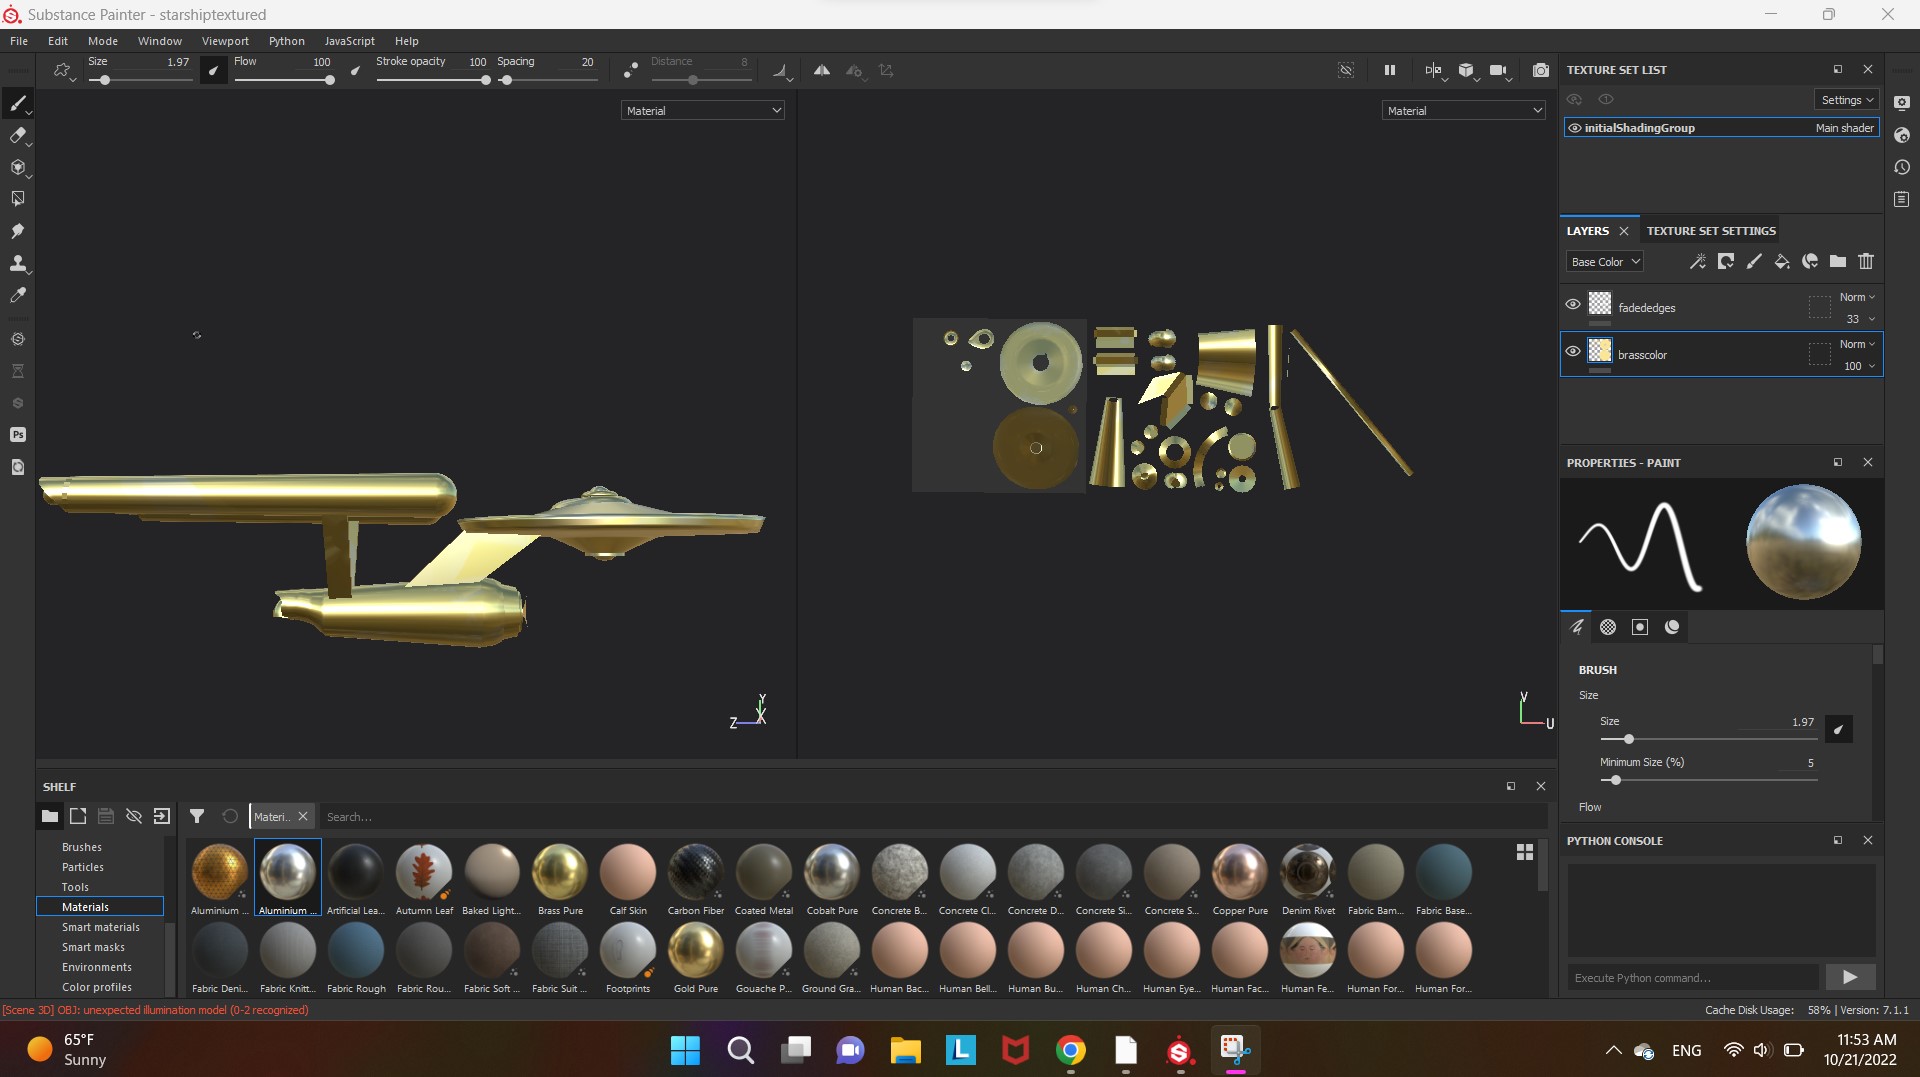 Substance Painter - starshiptextured
File Edit Mode Window Viewport Python JavaScript Help
Size 1.97 Flow 100 Stroke opacity 100 Spacing 20 Distance 8
Material
Material
Z Y X
V U
TEXTURE SET LIST
Settings
initialShadingGroup Main shader
LAYERS TEXTURE SET SETTINGS
Base Color
fadededges Norm 33
brasscolor Norm 100
PROPERTIES - PAINT
BRUSH
Size
Size 1.97
Minimum Size (%) 5
Flow
PYTHON CONSOLE
Execute Python command...
Ps
SHELF
Materi.. Search...
Brushes
Particles
Tools
Materials
Smart materials
Smart masks
Environments
Color profiles
Aluminium ... Aluminium ... Artificial Lea... Autumn Leaf Baked Light... Brass Pure Calf Skin Carbon Fiber Coated Metal Cobalt Pure Concrete B... Concrete Cl... Concrete D... Concrete Si... Concrete S... Copper Pure Denim Rivet Fabric Bam... Fabric Base...
Fabric Deni... Fabric Knitt... Fabric Rough Fabric Rou... Fabric Soft ... Fabric Suit ... Footprints Gold Pure Gouache P... Ground Gra... Human Bac... Human Bell... Human Bu... Human Ch... Human Eye... Human Fac... Human Fe... Human For... Human For...
[Scene 3D] OBJ: unexpected illumination model (0-2 recognized)
Cache Disk Usage: 58% | Version: 7.1.1
65°F
Sunny
L
ENG
11:53 AM
10/21/2022